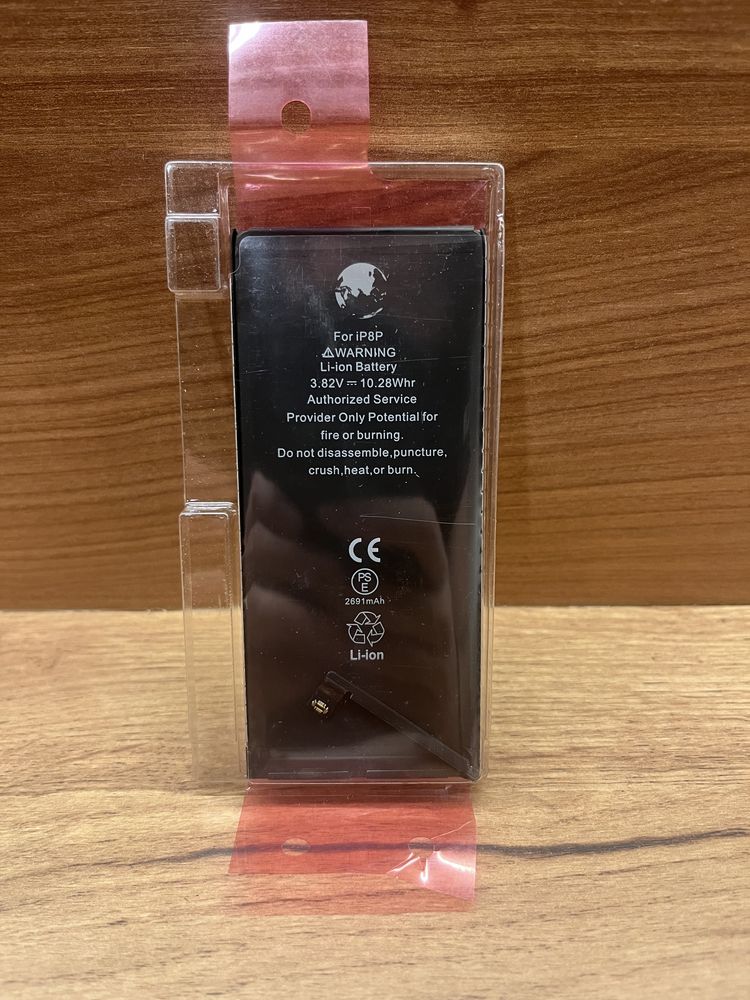 For iP8P
⚠WARNING
Li-ion Battery
3.82V ⎓ 10.28Whr
Authorized Service
Provider Only Potential for
fire or burning.
Do not disassemble,puncture,
crush,heat,or burn.
CE
PS
E
2691mAh
Li-ion